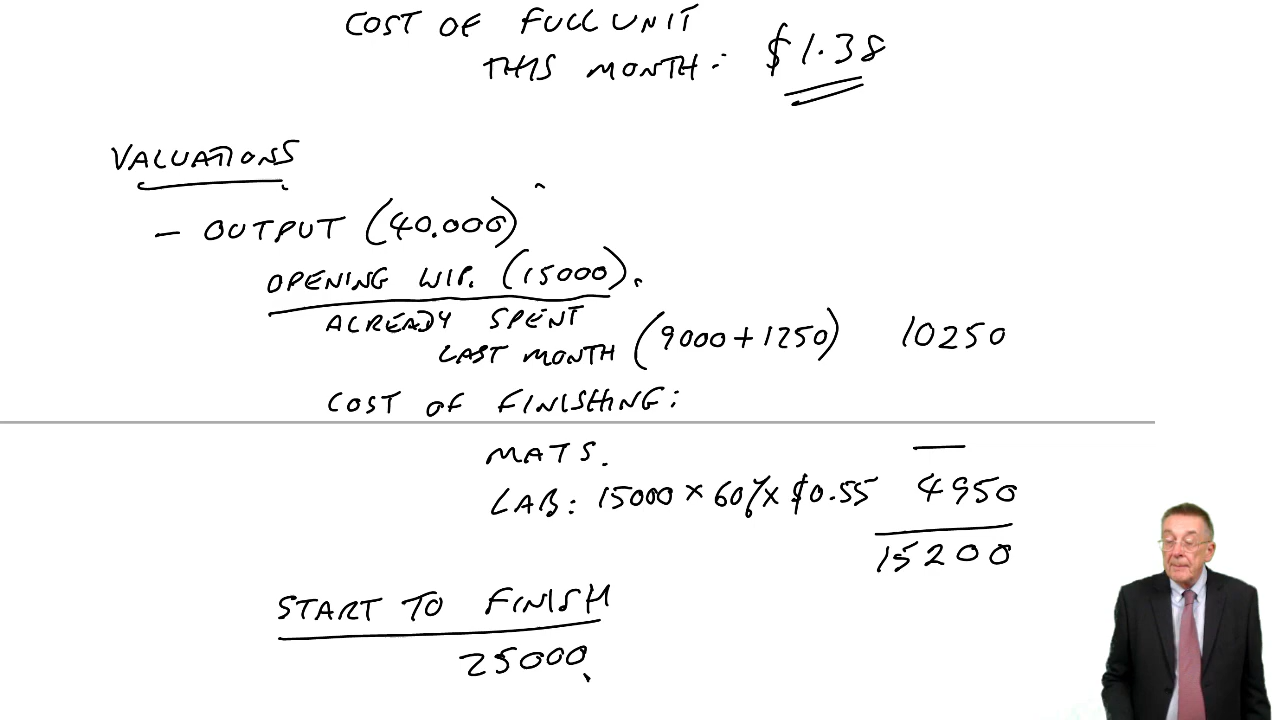 COST OF FULL UNIT
THIS MONTH: $1.38
VALUATIONS
- OUTPUT (40.000)
OPENING WIP. (15000).
ALREADY SPENT
LAST MONTH (9000+1250) 10250
COST OF FINISHING:
MATS. —
LAB: 15000 × 60% × $0.55 4950
15200
START TO FINISH
25000